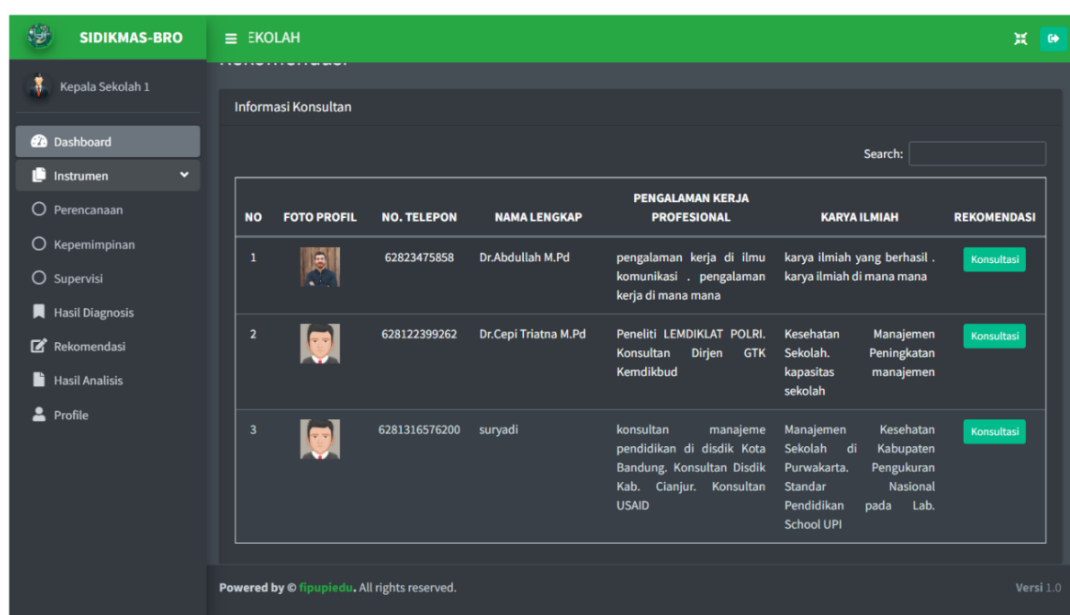 SIDIKMAS-BRO
EKOLAH
Kepala Sekolah 1
Dashboard
Instrumen
Perencanaan
Kepemimpinan
Supervisi
Hasil Diagnosis
Rekomendasi
Hasil Analisis
Profile
Informasi Konsultan
Search:
NO FOTO PROFIL NO. TELEPON NAMA LENGKAP PENGALAMAN KERJA PROFESIONAL KARYA ILMIAH REKOMENDASI
1 62823475858 Dr.Abdullah M.Pd pengalaman kerja di ilmu karya ilmiah yang berhasil . Konsultasi
komunikasi . pengalaman karya ilmiah di mana mana
kerja di mana mana
2 628122399262 Dr.Cepi Triatna M.Pd Peneliti LEMDIKLAT POLRI. Kesehatan Manajemen Konsultasi
Konsultan Dirjen GTK Sekolah. Peningkatan
Kemdikbud kapasitas manajemen
sekolah
3 6281316576200 suryadi konsultan manajeme Manajemen Kesehatan Konsultasi
pendidikan di disdik Kota Sekolah di Kabupaten
Bandung. Konsultan Disdik Purwakarta. Pengukuran
Kab. Cianjur. Konsultan Standar Nasional
USAID Pendidikan pada Lab.
School UPI
Powered by © fipupiedu. All rights reserved.
Versi 1.0